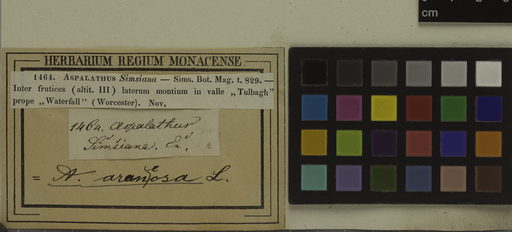 cm
HERBARIUM REGIUM MONACENSE
1464. ASPALATHUS Simsiana — Sims. Bot. Mag. t. 829. —
Inter frutices (altit. III) laterum montium in valle „Tulbagh"
prope „Waterfall" (Worcester). Nov.
1464. Aspalathus
Simsiana. E.
= A. araneosa L.